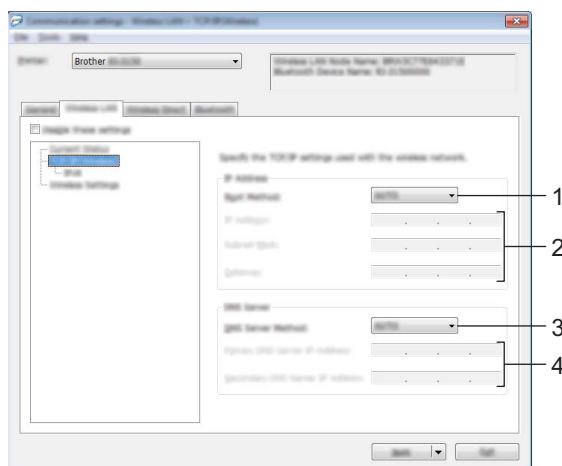 Communication settings - Wireless LAN - TCP/IP(Wireless)
File Tools Help
Printer: Brother
Wireless LAN Node Name:
Bluetooth Device Name:
General Wireless LAN Wireless Direct Bluetooth
Disable these settings
Current Status
TCP/IP(Wireless)
IPv6
Wireless Settings
Specify the TCP/IP settings used with the wireless network.
IP Address
Boot Method: AUTO 1
IP Address:
Subnet Mask: 2
Gateway:
DNS Server
DNS Server Method: AUTO 3
Primary DNS Server IP Address: 4
Secondary DNS Server IP Address:
Apply Exit